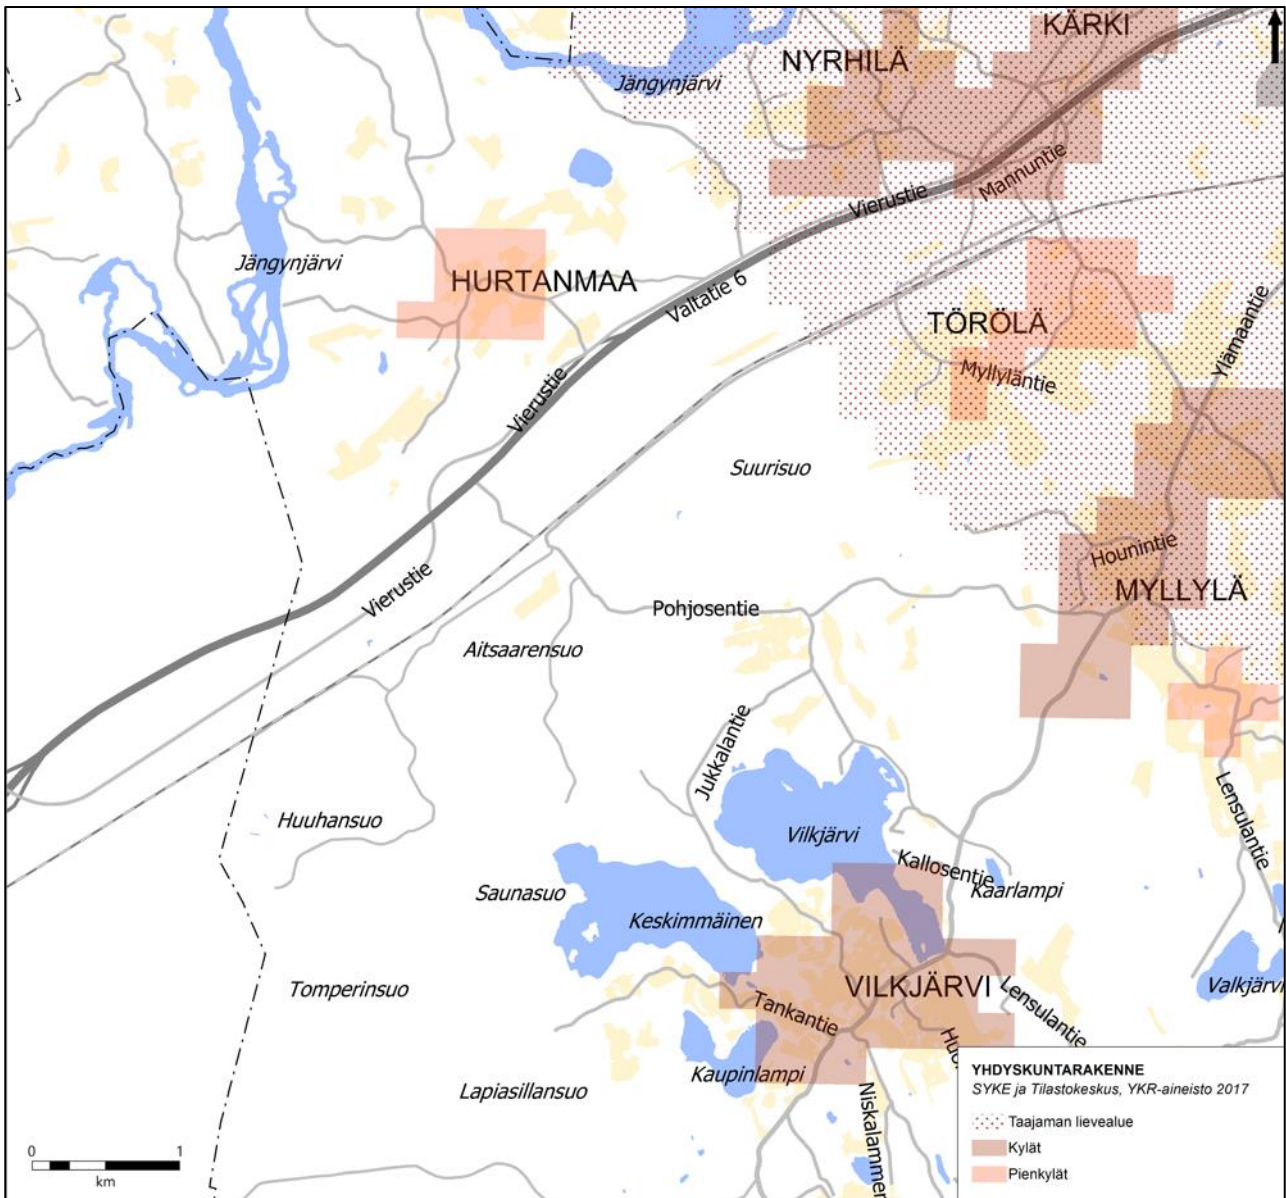 KÄRKI
NYRHILÄ
Jängynjärvi
Mannuntie
Vierustie
Jängynjärvi
HURTANMAA
Valtatie 6
TÖRÖLÄ
Ylämaantie
Myllyläntie
Vierustie
Suurisuo
Hounintie
Vierustie
MYLLYLÄ
Pohjosentie
Aitsaarensuo
Jukkalantie
Lensulantie
Huuhansuo
Vilkjärvi
Kallosentie
Kaarlampi
Saunasuo
Keskimmäinen
Tomperinsuo
VILKJÄRVI
Valkjärvi
Tankantie
Lensulantie
Kaupinlampi
Lapiasillansuo
Niskalammen
YHDYSKUNTARAKENNE
SYKE ja Tilastokeskus, YKR-aineisto 2017
Taajaman lievealue
Kylät
Pienkylät
0 1
km